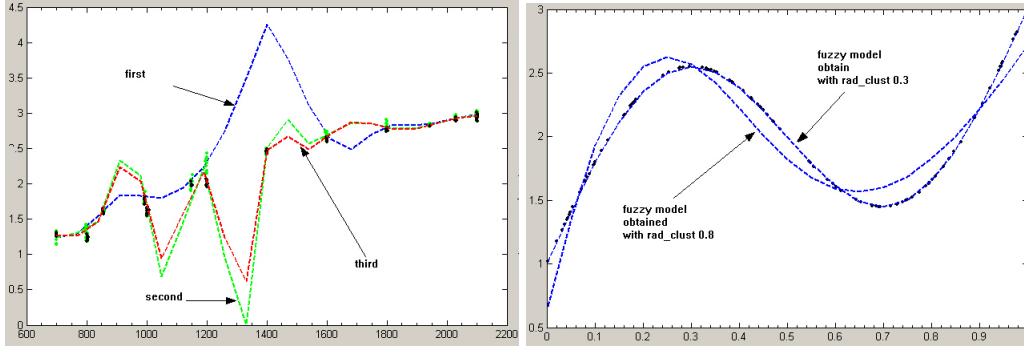 4.5
4
3.5
3
2.5
2
1.5
1
0.5
0
600 800 1000 1200 1400 1600 1800 2000 2200
first
second
third
3
2.5
2
1.5
1
0.5
0 0.1 0.2 0.3 0.4 0.5 0.6 0.7 0.8 0.9
fuzzy model
obtain
with rad_clust 0.3
fuzzy model
obtained
with rad_clust 0.8